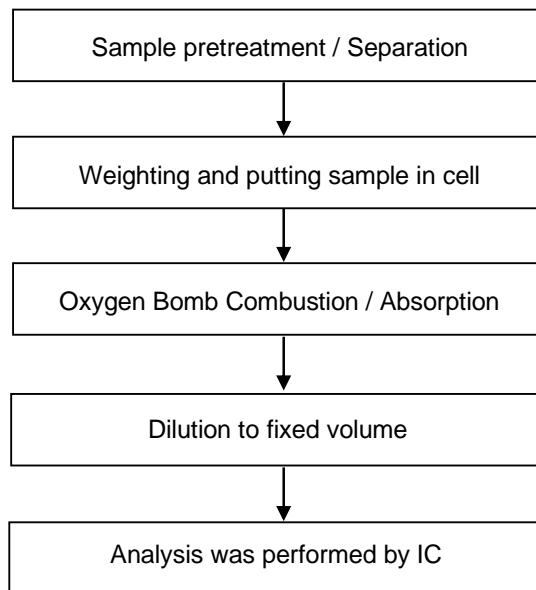 Sample pretreatment / Separation
Weighting and putting sample in cell
Oxygen Bomb Combustion / Absorption
Dilution to fixed volume
Analysis was performed by IC